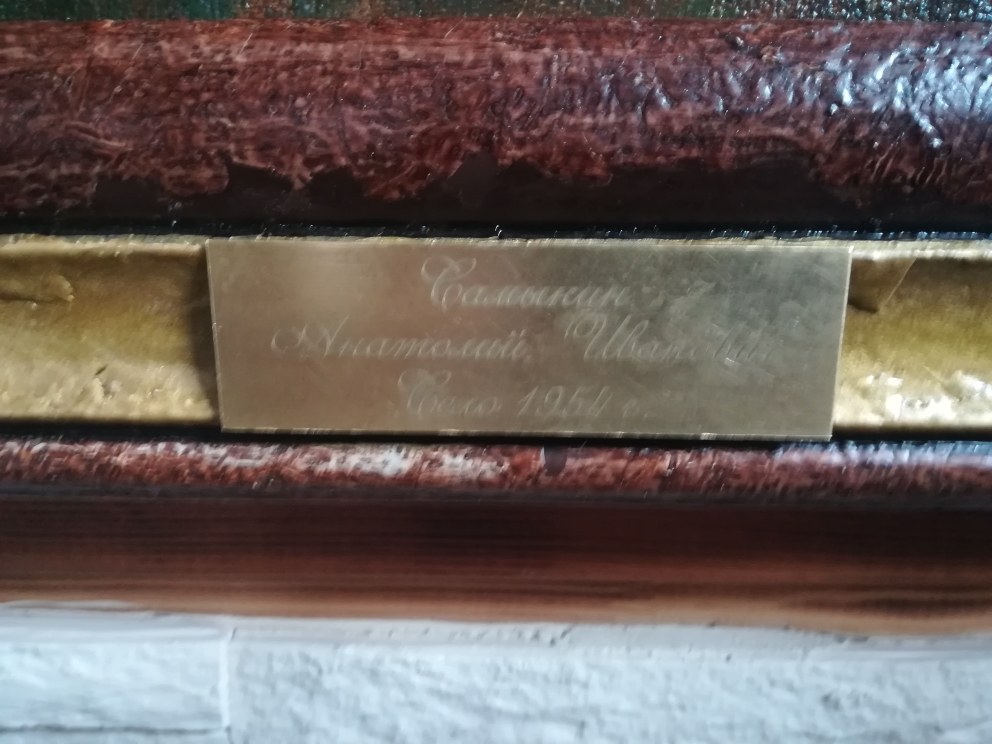 Самыкин
Анатолий Иванович
Село 1954 г.